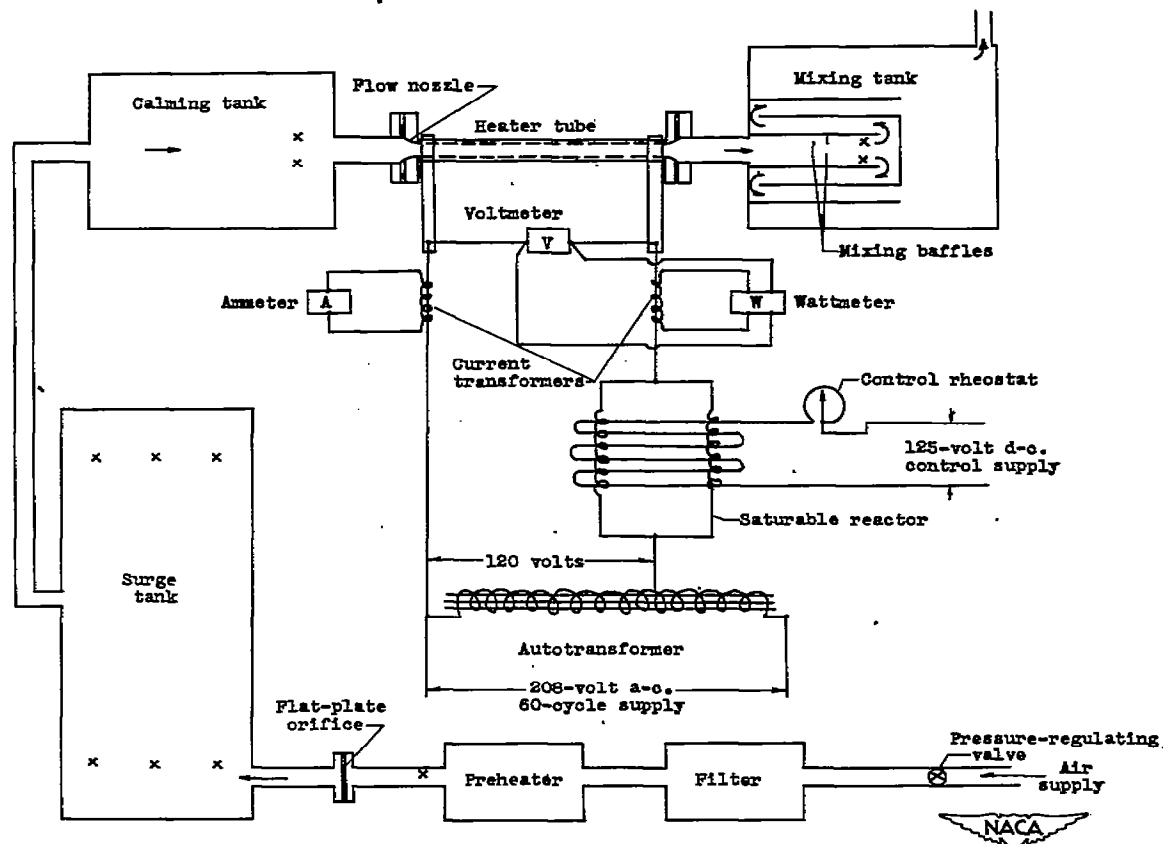 Flow nozzle
Mixing tank
Calming tank
x
x
Heater tube
x
x
Voltmeter
V
Mixing baffles
Ammeter
A
W
Wattmeter
Current
transformers
Control rheostat
125-volt d-c.
control supply
x x x
Saturable reactor
120 volts
Surge
tank
Autotransformer
208-volt a-c.
60-cycle supply
Flat-plate
orifice
Pressure-regulating
valve
x x x
x
Preheater
Filter
Air
supply
NACA